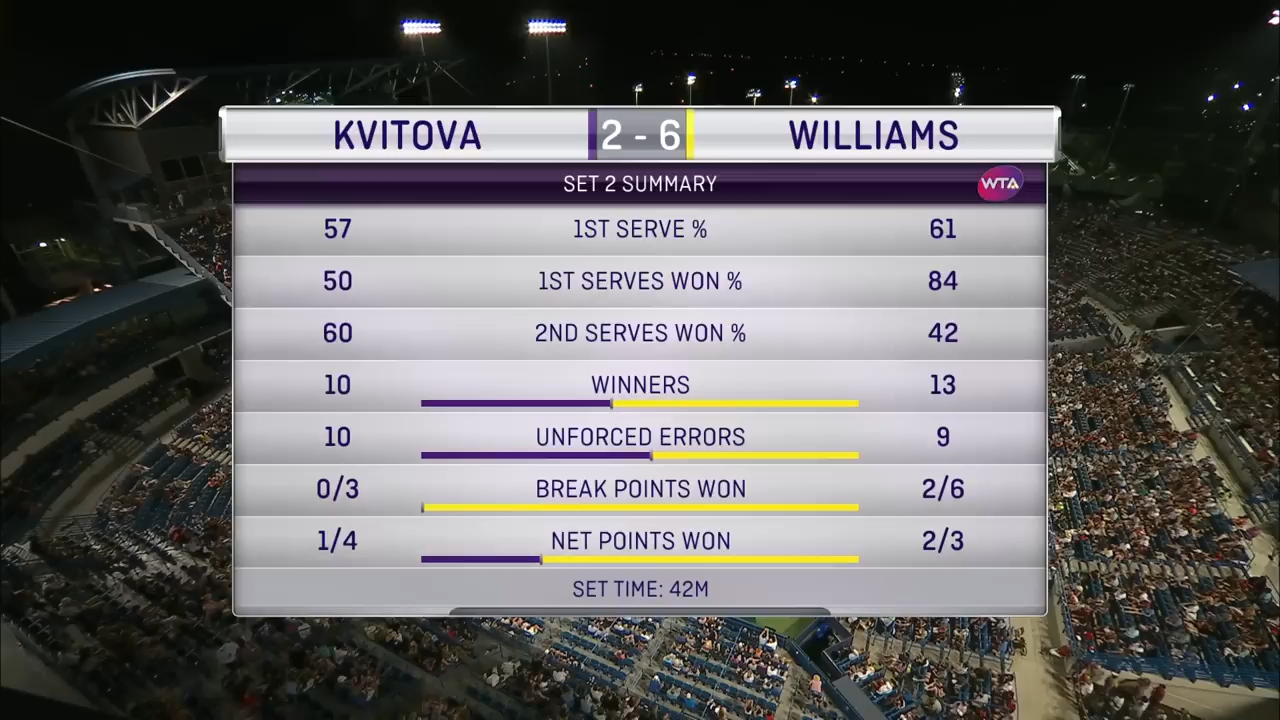 KVITOVA 2 - 6 WILLIAMS
SET 2 SUMMARY WTA
57 1ST SERVE % 61
50 1ST SERVES WON % 84
60 2ND SERVES WON % 42
10 WINNERS 13
10 UNFORCED ERRORS 9
0/3 BREAK POINTS WON 2/6
1/4 NET POINTS WON 2/3
SET TIME: 42M